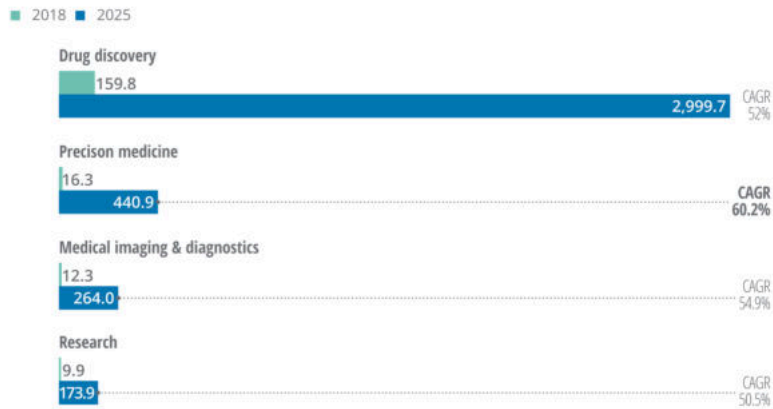 2018 2025
Drug discovery
159.8
2,999.7
CAGR
52%
Precison medicine
16.3
440.9
CAGR
60.2%
Medical imaging & diagnostics
12.3
264.0
CAGR
54.9%
Research
9.9
173.9
CAGR
50.5%